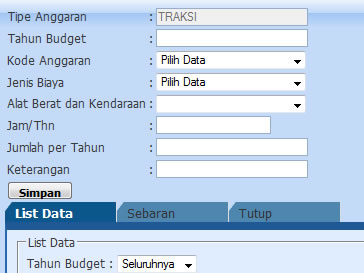 Tipe Anggaran : TRAKSI
Tahun Budget :
Kode Anggaran : Pilih Data
Jenis Biaya : Pilih Data
Alat Berat dan Kendaraan :
Jam/Thn :
Jumlah per Tahun :
Keterangan :
Simpan
List Data Sebaran Tutup
List Data
Tahun Budget : Seluruhnya